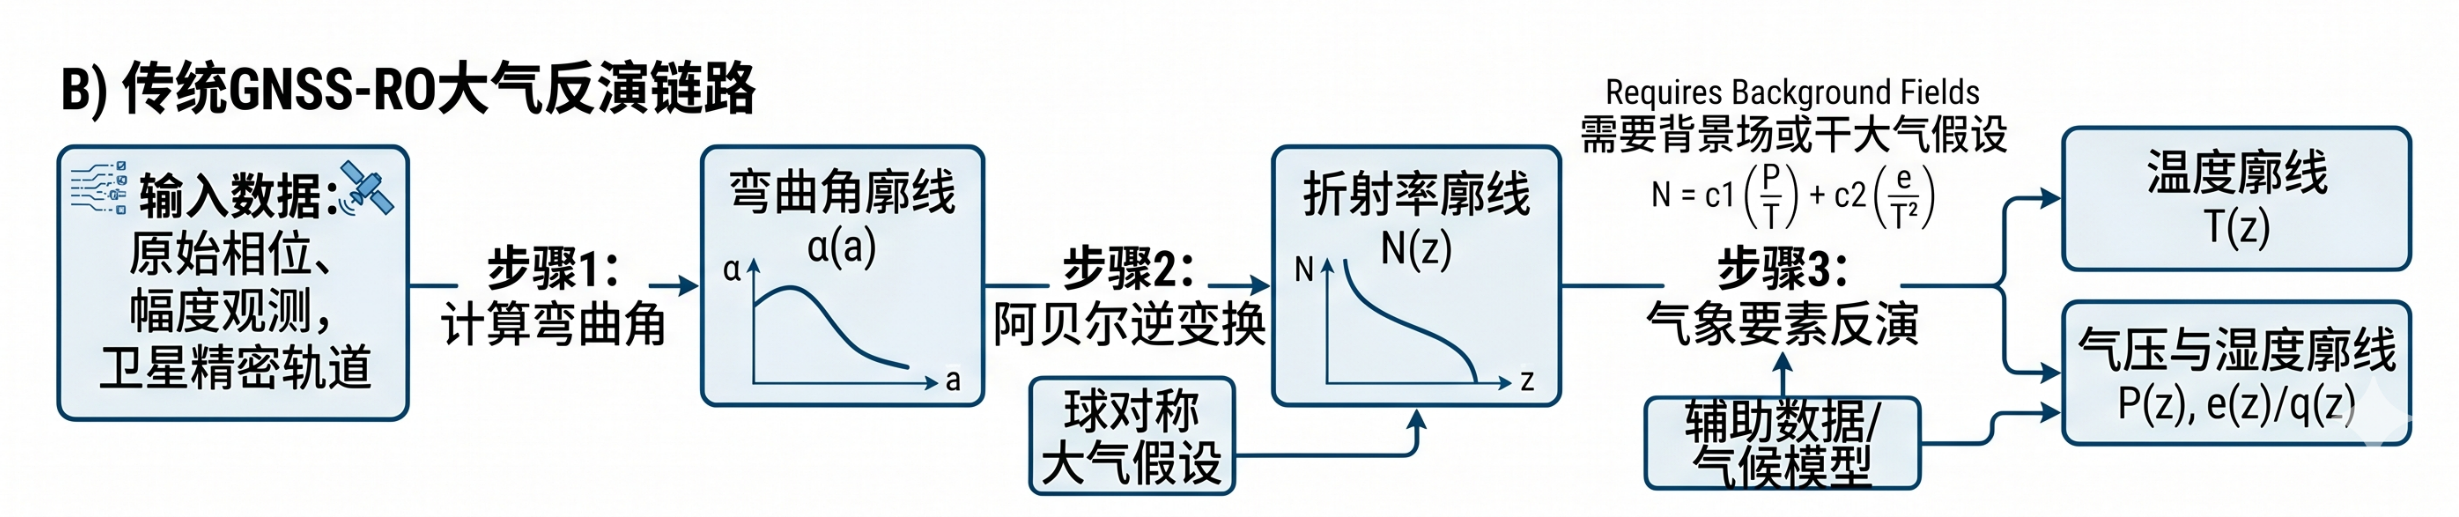 B) 传统GNSS-RO大气反演链路
输入数据:
原始相位、
幅度观测，
卫星精密轨道
步骤1：
计算弯曲角
弯曲角廓线
α(a)
α
a
步骤2：
阿贝尔逆变换
球对称
大气假设
折射率廓线
N(z)
N
z
Requires Background Fields
需要背景场或干大气假设
N = c1 (P/T) + c2 (e/T²)
步骤3：
气象要素反演
辅助数据/
气候模型
温度廓线
T(z)
气压与湿度廓线
P(z), e(z)/q(z)